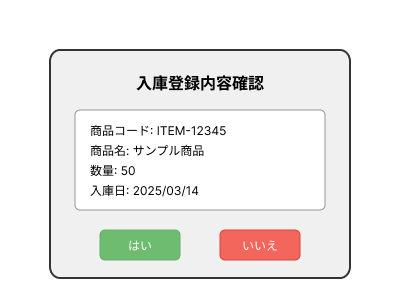 入庫登録内容確認
商品コード: ITEM-12345
商品名: サンプル商品
数量: 50
入庫日: 2025/03/14
はい
いいえ